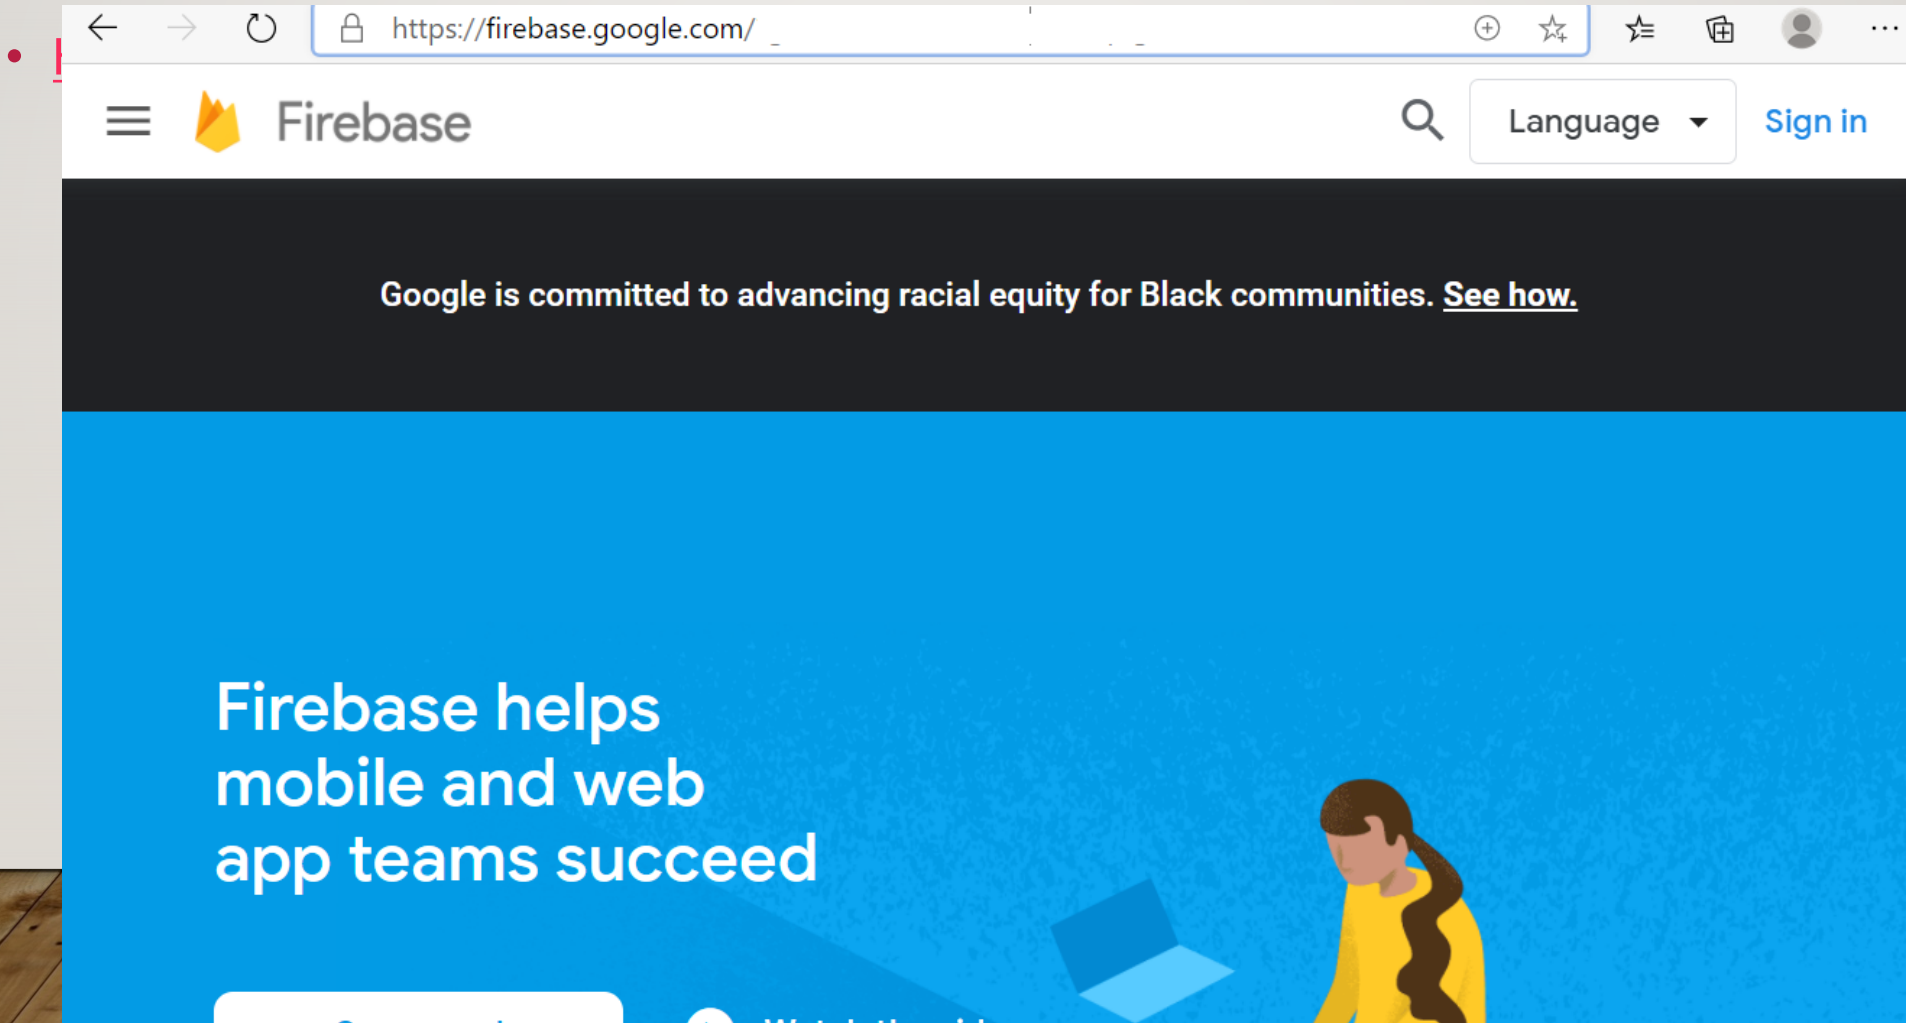 https://firebase.google.com/
Firebase
Language
Sign in
Google is committed to advancing racial equity for Black communities. See how.
Firebase helps
mobile and web
app teams succeed